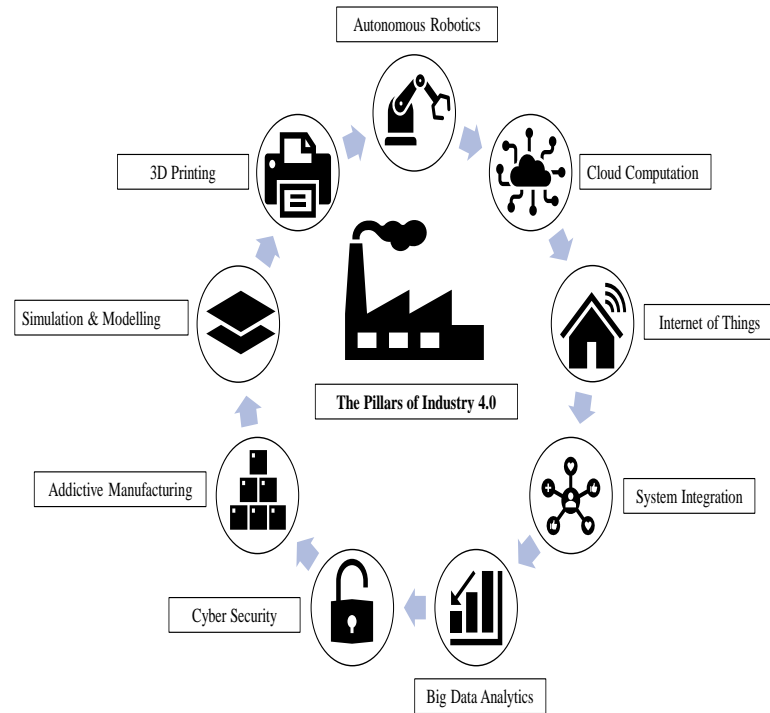 Autonomous Robotics
3D Printing
Cloud Computation
Simulation & Modelling
Internet of Things
The Pillars of Industry 4.0
Addictive Manufacturing
System Integration
Cyber Security
Big Data Analytics